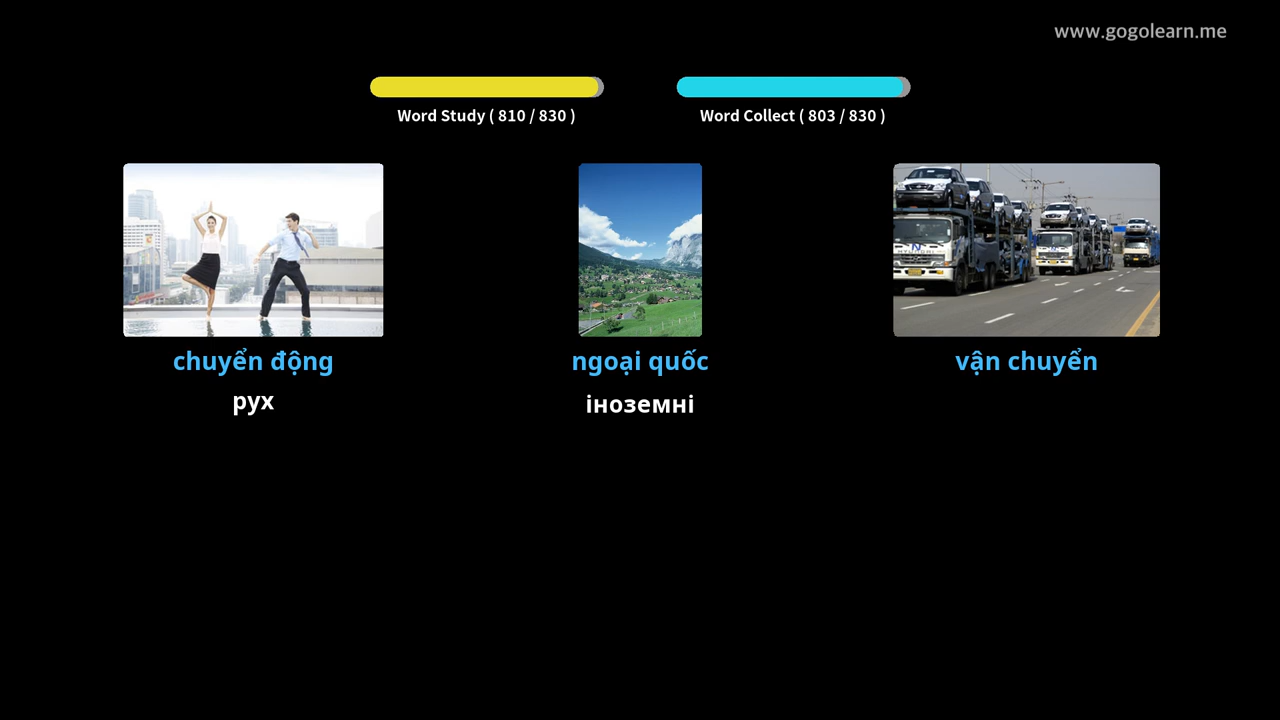 www.gogolearn.me
Word Study ( 810 / 830 )
Word Collect ( 803 / 830 )
chuyển động
ngoại quốc
vận chuyển
рух
іноземні